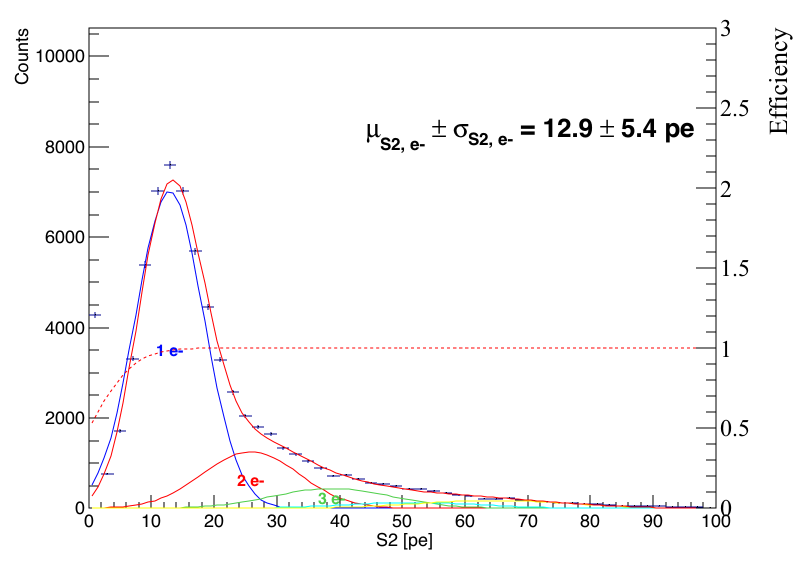 Counts
Efficiency
10000
8000
6000
4000
2000
0
3
2.5
2
1.5
1
0.5
0
μS2, e- ± σS2, e- = 12.9 ± 5.4 pe
1 e-
2 e-
3 e-
0 10 20 30 40 50 60 70 80 90 100
S2 [pe]